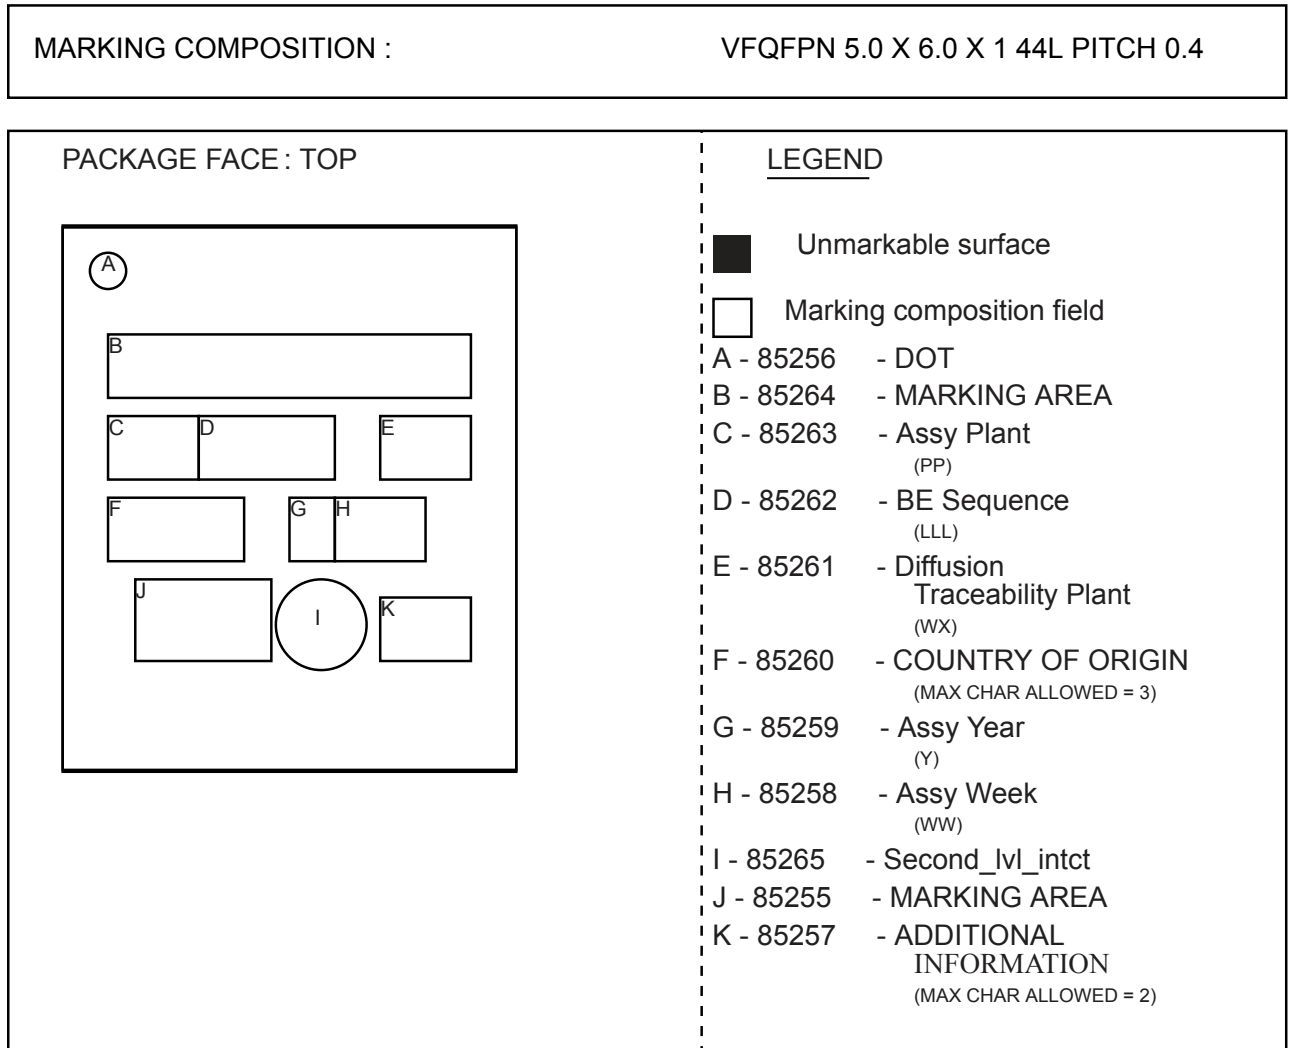 MARKING COMPOSITION :
VFQFPN 5.0 X 6.0 X 1 44L PITCH 0.4
PACKAGE FACE : TOP
A
B
C
D
E
F
G
H
J
I
K
LEGEND
Unmarkable surface
Marking composition field
A - 85256 - DOT
B - 85264 - MARKING AREA
C - 85263 - Assy Plant
(PP)
D - 85262 - BE Sequence
(LLL)
E - 85261 - Diffusion
Traceability Plant
(WX)
F - 85260 - COUNTRY OF ORIGIN
(MAX CHAR ALLOWED = 3)
G - 85259 - Assy Year
(Y)
H - 85258 - Assy Week
(WW)
I - 85265 - Second_lvl_intct
J - 85255 - MARKING AREA
K - 85257 - ADDITIONAL
INFORMATION
(MAX CHAR ALLOWED = 2)